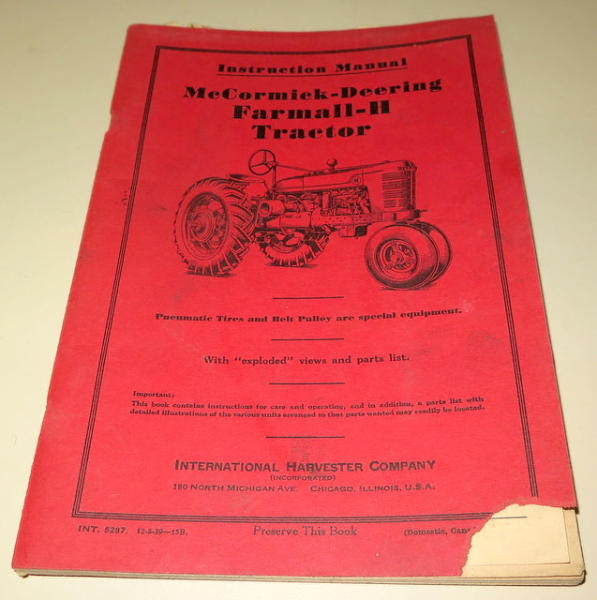 Instruction Manual
McCormick-Deering
Farmall-H
Tractor
Pneumatic Tires and Belt Pulley are special equipment.
With "exploded" views and parts list.
Important:
This book contains instructions for care and operating, and in addition, a parts list with
detailed illustrations of the various units arranged so that parts wanted may readily be located.
INTERNATIONAL HARVESTER COMPANY
(INCORPORATED)
180 NORTH MICHIGAN AVE. CHICAGO, ILLINOIS, U.S.A.
INT. 5287. 12-8-39—15B. Preserve This Book (Domestic,